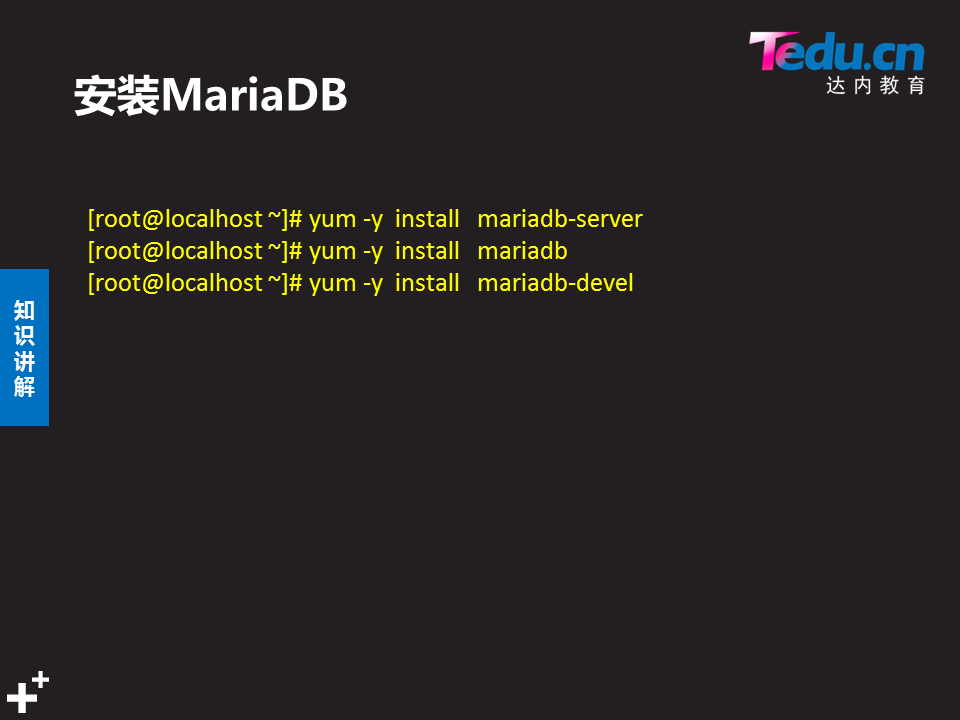 Tedu.cn
达内教育
安装MariaDB
[root@localhost ~]# yum -y  install   mariadb-server
[root@localhost ~]# yum -y  install   mariadb
[root@localhost ~]# yum -y  install   mariadb-devel
知
识
讲
解